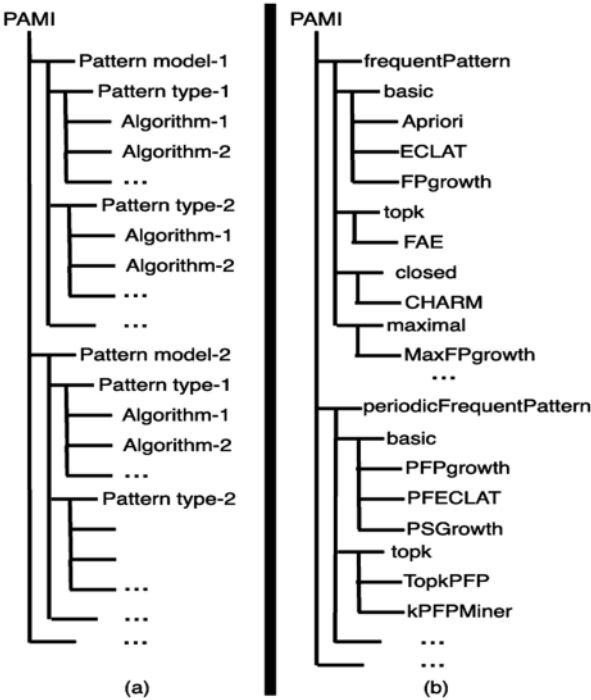 PAMI
Pattern model-1
Pattern type-1
Algorithm-1
Algorithm-2
...
Pattern type-2
Algorithm-1
Algorithm-2
...
...
Pattern model-2
Pattern type-1
Algorithm-1
Algorithm-2
...
Pattern type-2
...
...
...
(a)
PAMI
frequentPattern
basic
Apriori
ECLAT
FPgrowth
topk
FAE
closed
CHARM
maximal
MaxFPgrowth
...
periodicFrequentPattern
basic
PFPgrowth
PFECLAT
PSGrowth
topk
TopkPFP
kPFPMiner
...
...
(b)